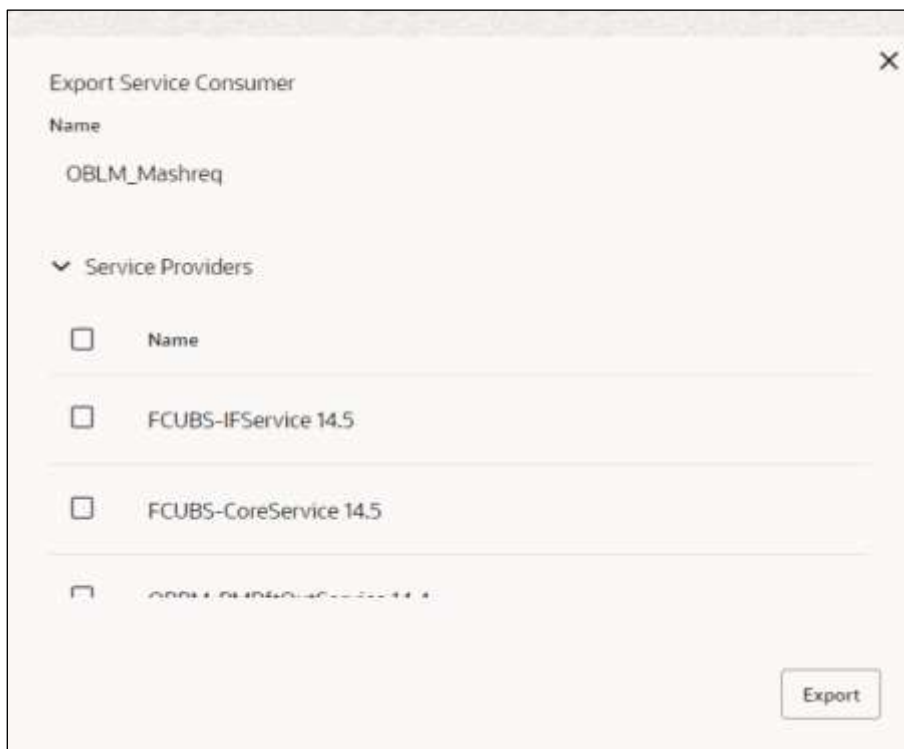 Export Service Consumer
Name
OBLM_Mashreq
Service Providers
Name
FCUBS-IFService 14.5
FCUBS-CoreService 14.5
Export